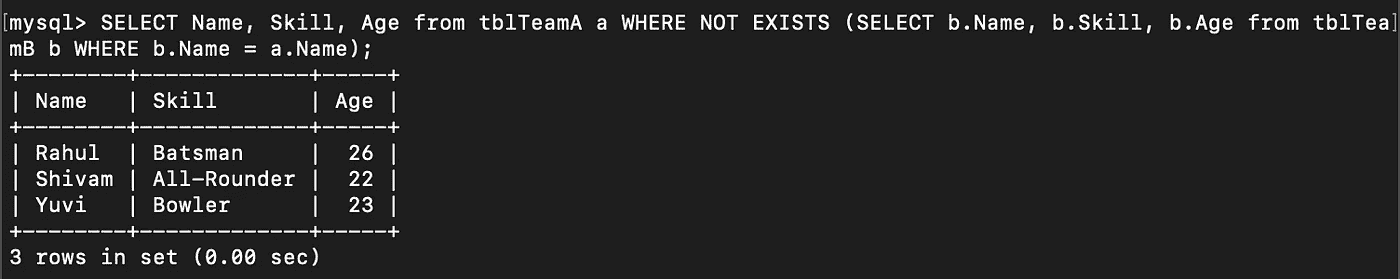 [mysql> SELECT Name, Skill, Age from tblTeamA a WHERE NOT EXISTS (SELECT b.Name, b.Skill, b.Age from tblTea]
mB b WHERE b.Name = a.Name);
+--------+-------------+-----+
| Name   | Skill       | Age |
+--------+-------------+-----+
| Rahul  | Batsman     |  26 |
| Shivam | All-Rounder |  22 |
| Yuvi   | Bowler      |  23 |
+--------+-------------+-----+
3 rows in set (0.00 sec)